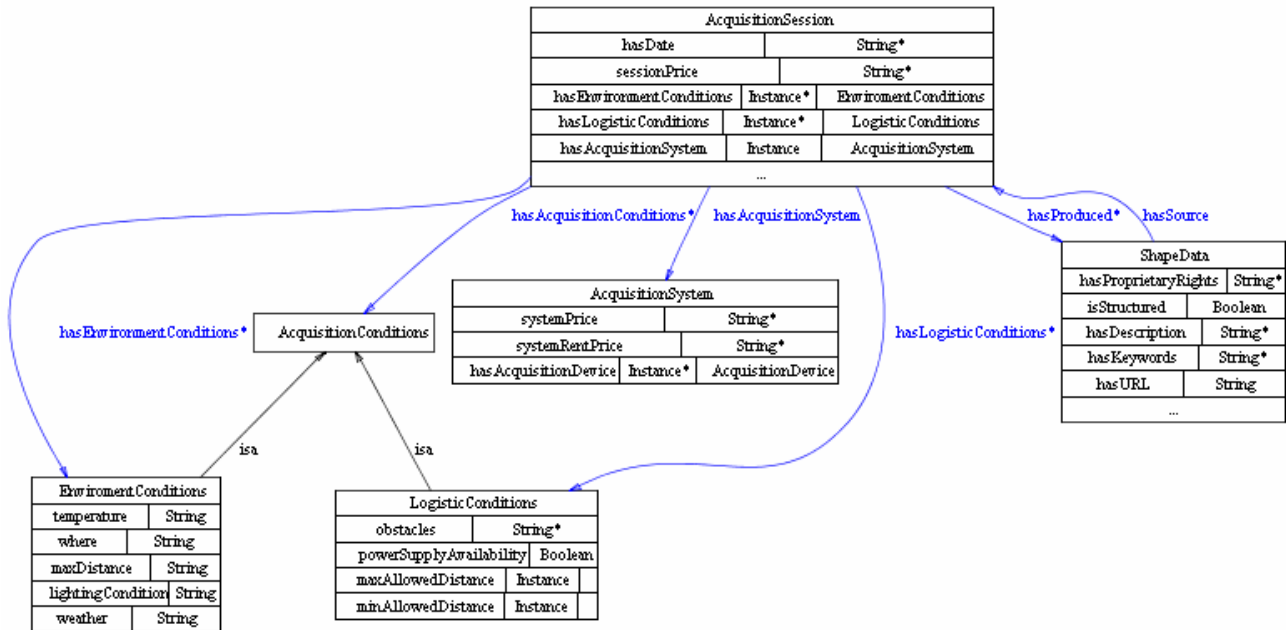 AcquisitionSession
hasDate String*
sessionPrice String*
hasEnviromentConditions Instance* EnviromentConditions
hasLogisticConditions Instance* LogisticConditions
hasAcquisitionSystem Instance AcquisitionSystem
...
hasAcquisitionConditions* hasAcquisitionSystem hasProduced* hasSource
ShapeData
hasProprietaryRights String*
isStructured Boolean
hasDescription String*
hasKeywords String*
hasURL String
...
AcquisitionSystem
systemPrice String*
systemRentPrice String*
hasAcquisitionDevice Instance* AcquisitionDevice
hasEnvironmentConditions* AcquisitionConditions hasLogisticConditions*
isa isa
EnviromentConditions
temperature String
where String
maxDistance String
lightingCondition String
weather String
LogisticConditions
obstacles String*
powerSupplyAvailability Boolean
maxAllowedDistance Instance
minAllowedDistance Instance